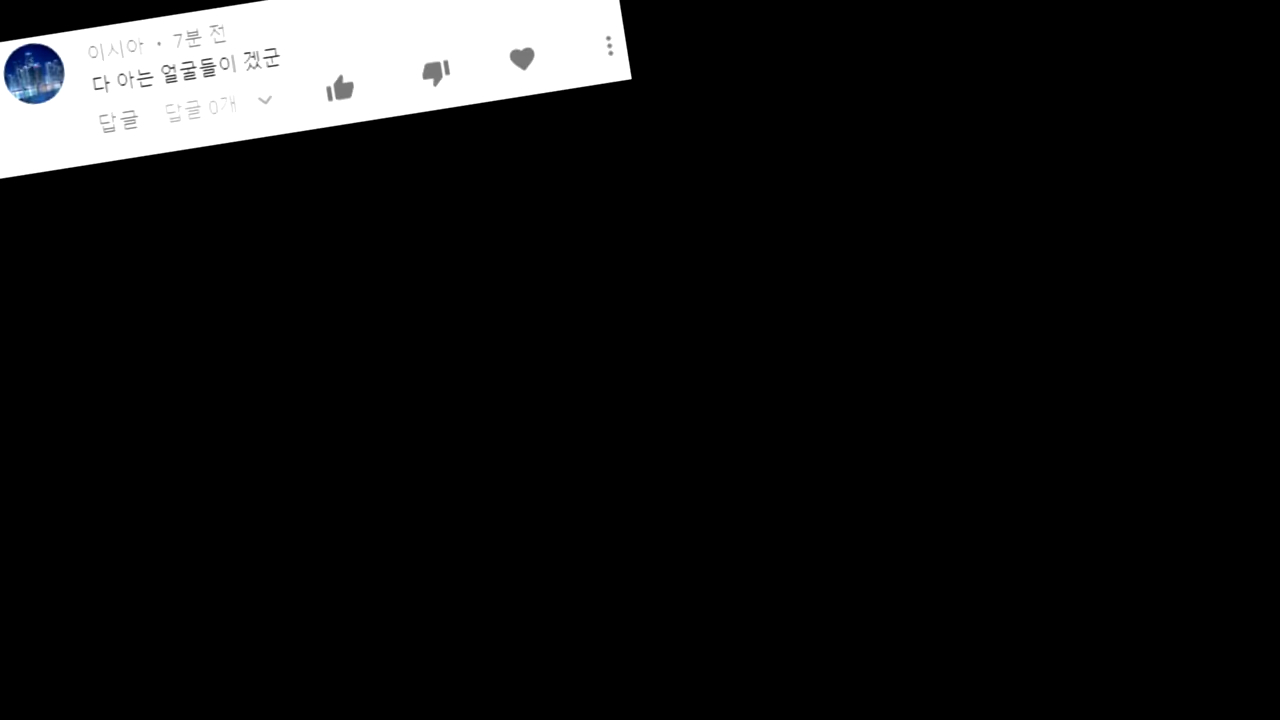 이시아 • 7분 전
다 아는 얼굴들이 겠군
답글 답글 0개